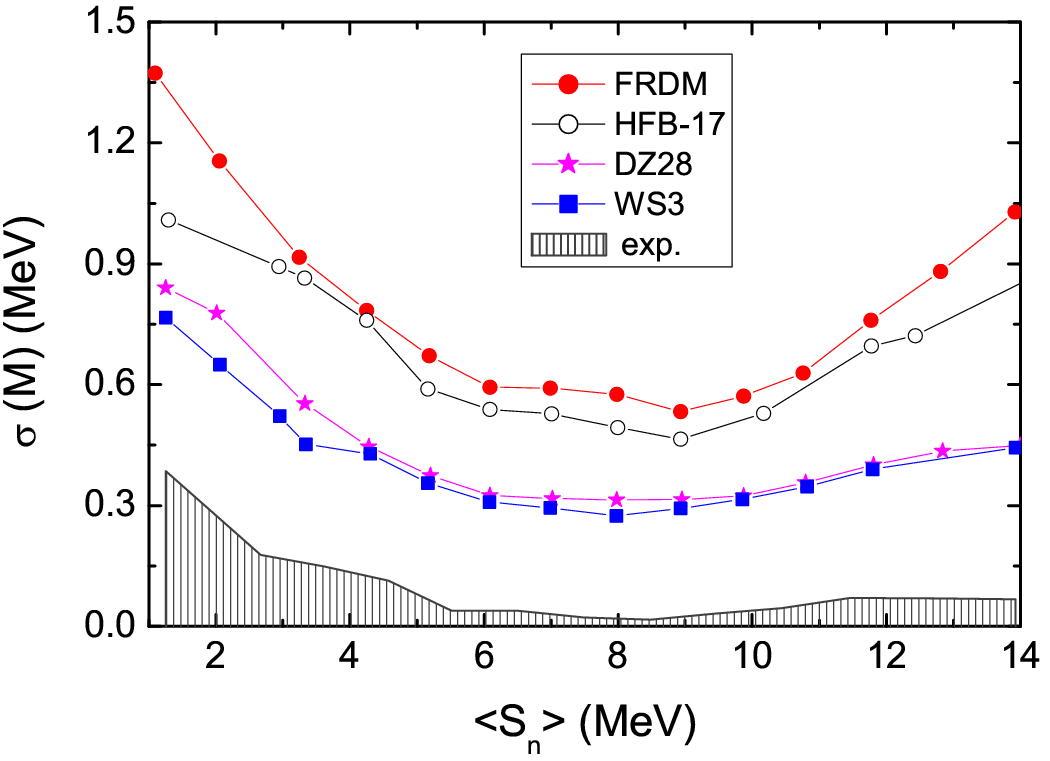 1.5
1.2
0.9
0.6
0.3
0.0
σ (M) (MeV)
FRDM
HFB-17
DZ28
WS3
exp.
2 4 6 8 10 12 14
<Sn> (MeV)